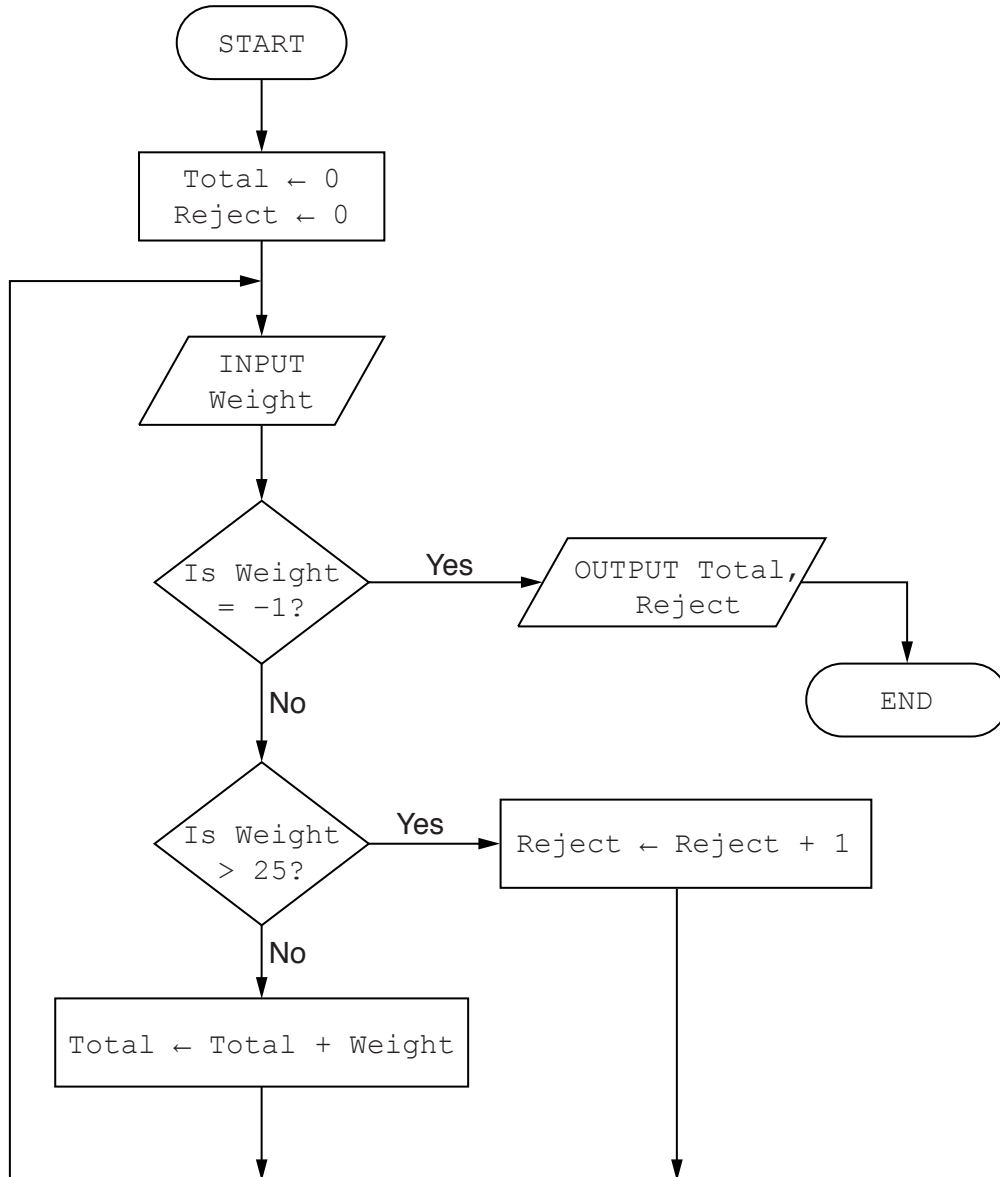 START
Total ← 0
Reject ← 0
INPUT
Weight
Is Weight
= –1?
Yes
OUTPUT Total,
Reject
END
No
Is Weight
> 25?
Yes
Reject ← Reject + 1
No
Total ← Total + Weight